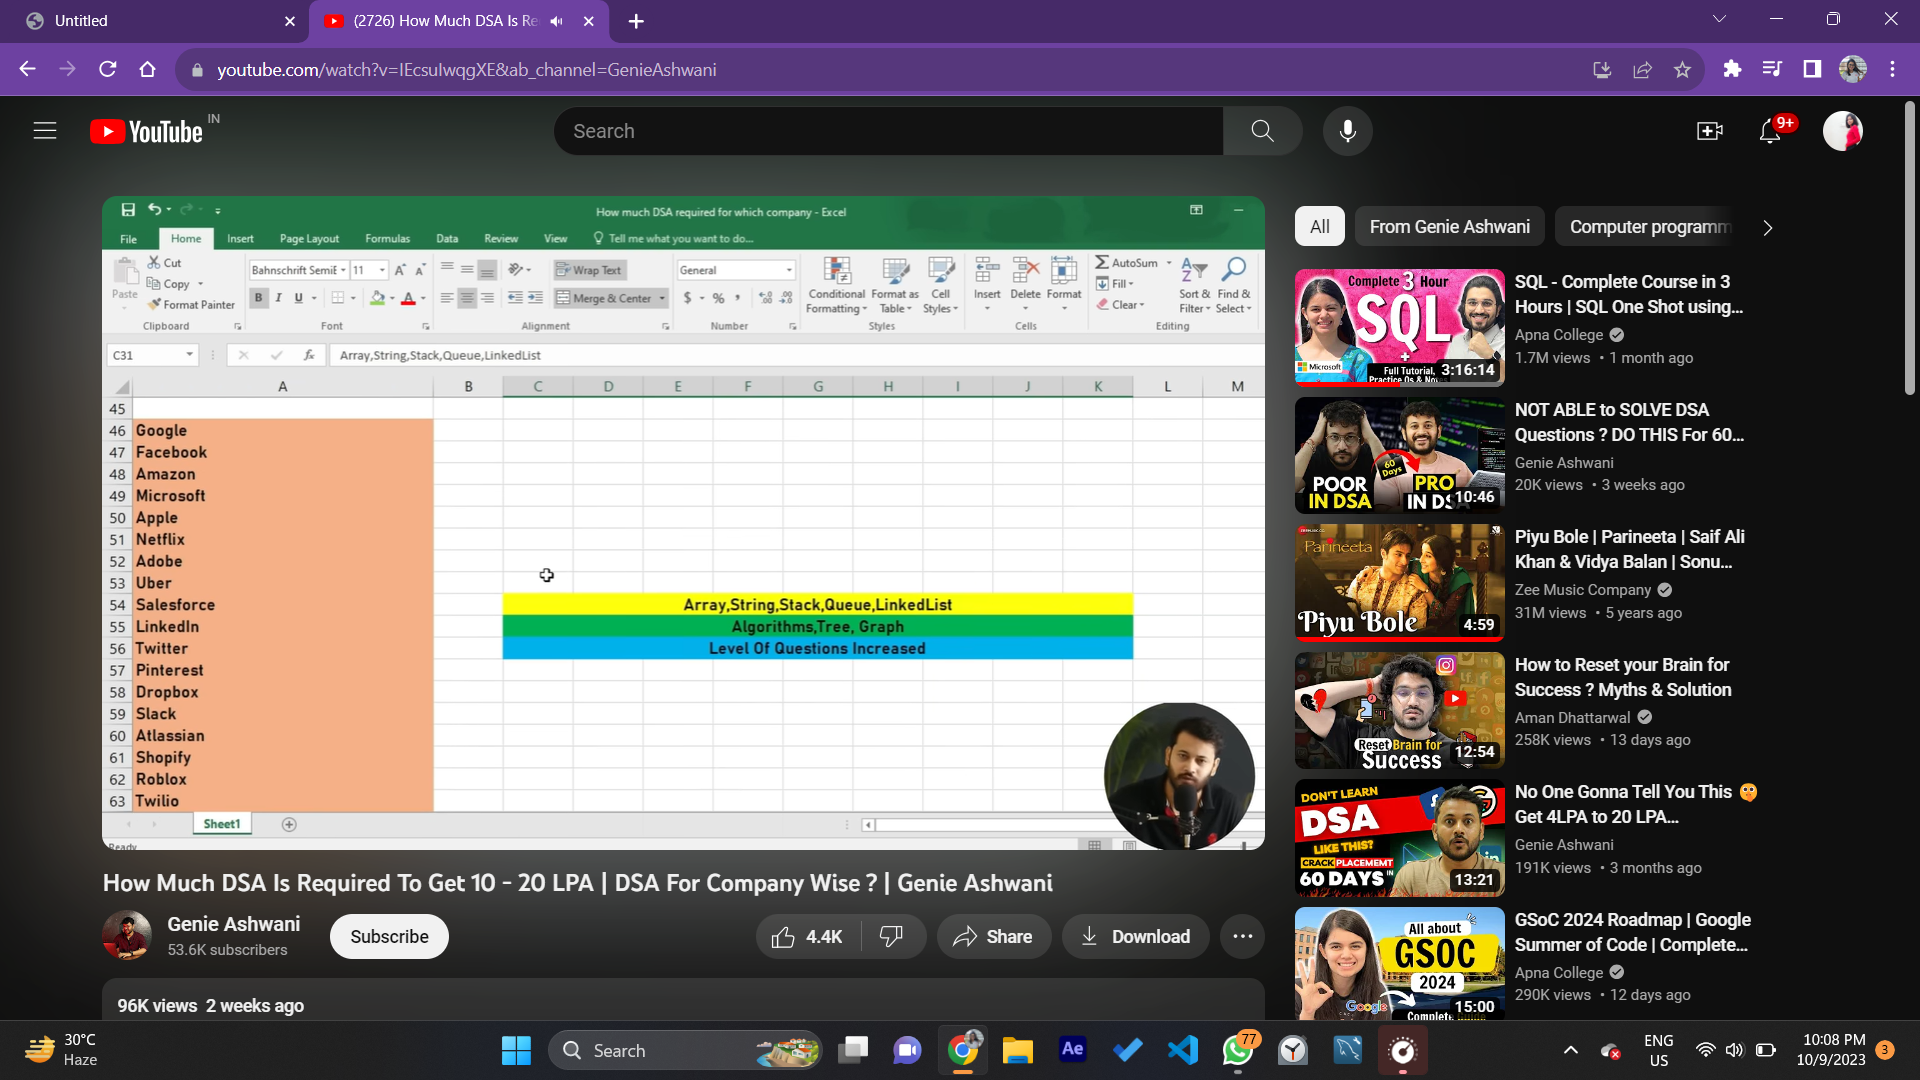 Untitled
(2726) How Much DSA Is Re
youtube.com/watch?v=IEcsuIwqgXE&ab_channel=GenieAshwani
YouTube IN
Search
9+
How much DSA required for which company - Excel
File Home Insert Page Layout Formulas Data Review View Tell me what you want to do...
Paste
Cut
Copy
Format Painter
Clipboard
Bahnschrift SemiE 11
B I U
Font
Wrap Text
Merge & Center
Alignment
General
$ % ,
Number
Conditional Formatting
Format as Table
Cell Styles
Styles
Insert Delete Format
Cells
AutoSum
Fill
Clear
Sort & Filter
Find & Select
Editing
C31 fx Array,String,Stack,Queue,LinkedList
A B C D E F G H I J K L M
45
46 Google
47 Facebook
48 Amazon
49 Microsoft
50 Apple
51 Netflix
52 Adobe
53 Uber
54 Salesforce Array,String,Stack,Queue,LinkedList
55 LinkedIn Algorithms,Tree, Graph
56 Twitter Level Of Questions Increased
57 Pinterest
58 Dropbox
59 Slack
60 Atlassian
61 Shopify
62 Roblox
63 Twilio
Sheet1
Ready
How Much DSA Is Required To Get 10 - 20 LPA | DSA For Company Wise ? | Genie Ashwani
Genie Ashwani
53.6K subscribers
Subscribe
4.4K
Share
Download
96K views 2 weeks ago
All From Genie Ashwani Computer programm
Complete 3 Hour
SQL
+
Microsoft
Full Tutorial,
Practice Qs & No
3:16:14
SQL - Complete Course in 3
Hours | SQL One Shot using...
Apna College
1.7M views • 1 month ago
60
Days
POOR
IN DSA
PRO
IN DS
10:46
NOT ABLE to SOLVE DSA
Questions ? DO THIS For 60...
Genie Ashwani
20K views • 3 weeks ago
Parineeta
Piyu Bole
4:59
Piyu Bole | Parineeta | Saif Ali
Khan & Vidya Balan | Sonu...
Zee Music Company
31M views • 5 years ago
Reset Brain for
Success
12:54
How to Reset your Brain for
Success ? Myths & Solution
Aman Dhattarwal
258K views • 13 days ago
DON'T LEARN
DSA
LIKE THIS?
CRACK PLACEMENT
60 DAYS
IN
13:21
No One Gonna Tell You This 🤫
Get 4LPA to 20 LPA...
Genie Ashwani
191K views • 3 months ago
All about
GSOC
2024
Google
Complete
15:00
GSoC 2024 Roadmap | Google
Summer of Code | Complete...
Apna College
290K views • 12 days ago
30°C
Haze
Search
Ae
77
ENG
US
10:08 PM
10/9/2023
3